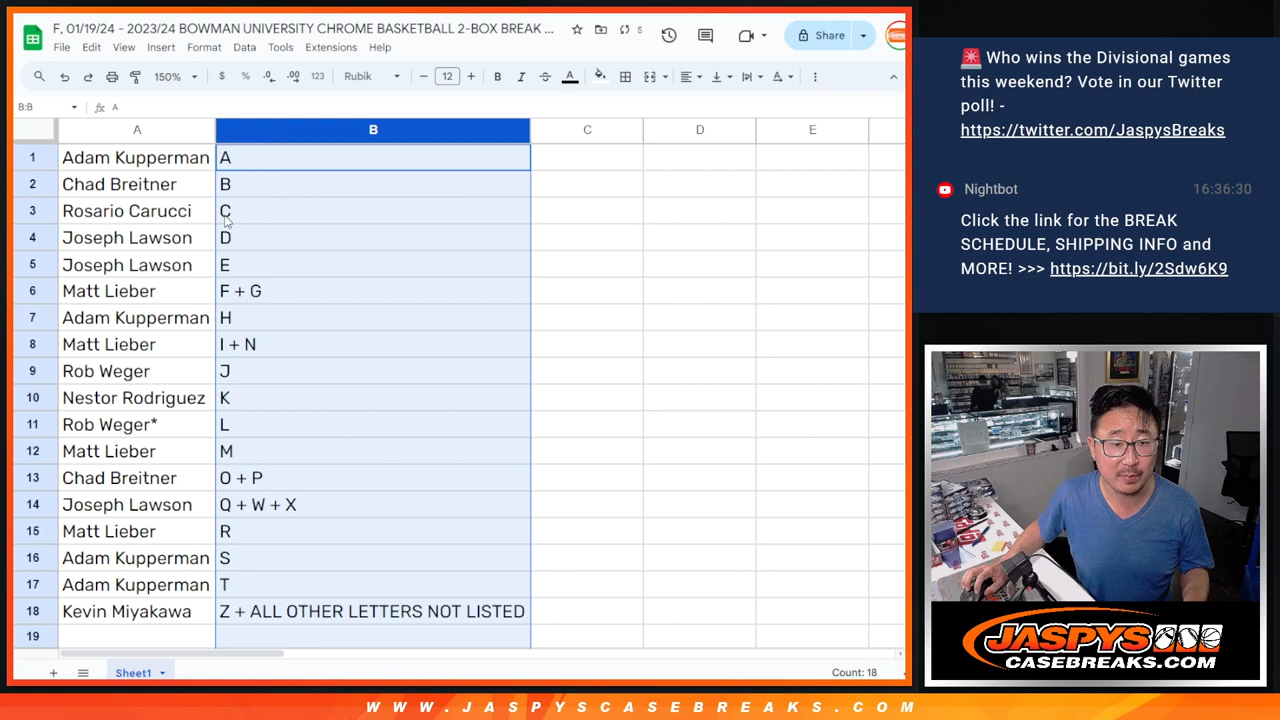 F, 01/19/24 - 2023/24 BOWMAN UNIVERSITY CHROME BASKETBALL 2-BOX BREAK ...
File Edit View Insert Format Data Tools Extensions Help
S
Share
150% $ % .0 .00 123 Rubik 12
B:B fx A
A B C D E
1 Adam Kupperman A
2 Chad Breitner B
3 Rosario Carucci C
4 Joseph Lawson D
5 Joseph Lawson E
6 Matt Lieber F + G
7 Adam Kupperman H
8 Matt Lieber I + N
9 Rob Weger J
10 Nestor Rodriguez K
11 Rob Weger* L
12 Matt Lieber M
13 Chad Breitner O + P
14 Joseph Lawson Q + W + X
15 Matt Lieber R
16 Adam Kupperman S
17 Adam Kupperman T
18 Kevin Miyakawa Z + ALL OTHER LETTERS NOT LISTED
19
Sheet1
Count: 18
Who wins the Divisional games
this weekend? Vote in our Twitter
poll! -
https://twitter.com/JaspysBreaks
Nightbot 16:36:30
Click the link for the BREAK
SCHEDULE, SHIPPING INFO and
MORE! >>> https://bit.ly/2Sdw6K9
JASPYS
CASEBREAKS.COM
WWW.JASPYSCASEBREAKS.COM